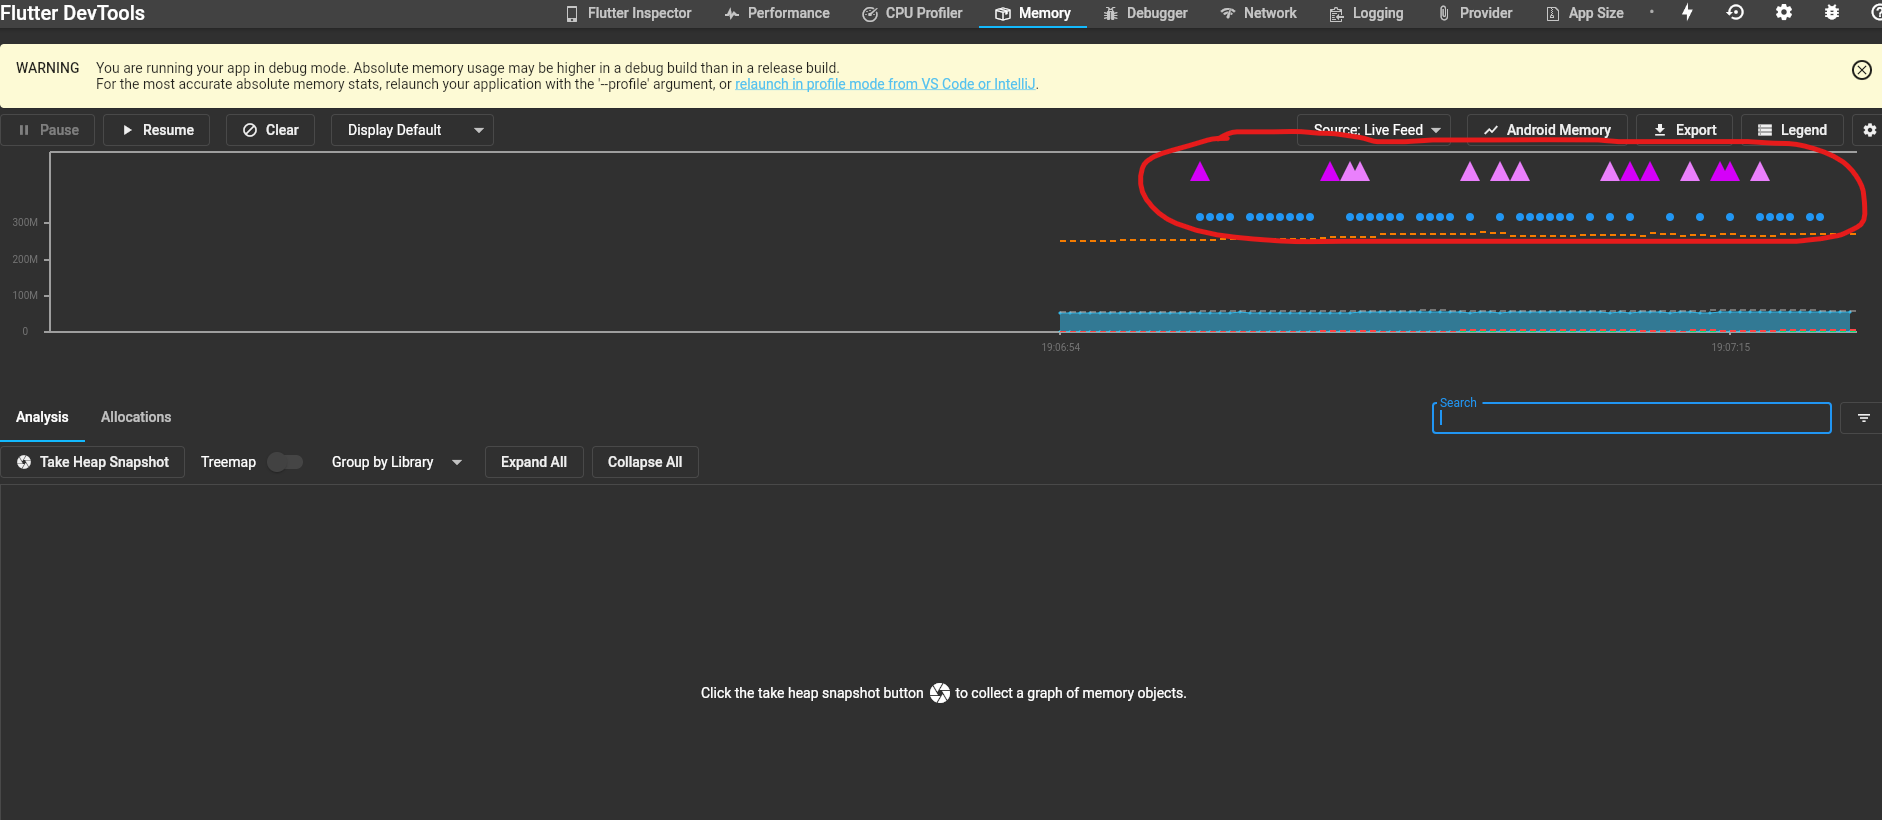 Flutter DevTools
Flutter Inspector Performance CPU Profiler Memory Debugger Network Logging Provider App Size
WARNING You are running your app in debug mode. Absolute memory usage may be higher in a debug build than in a release build.
For the most accurate absolute memory stats, relaunch your application with the '--profile' argument, or relaunch in profile mode from VS Code or IntelliJ.
Pause Resume Clear Display Default Source: Live Feed Android Memory Export Legend
300M
200M
100M
0
19:06:54 19:07:15
Analysis Allocations Search
Take Heap Snapshot Treemap Group by Library Expand All Collapse All
Click the take heap snapshot button to collect a graph of memory objects.